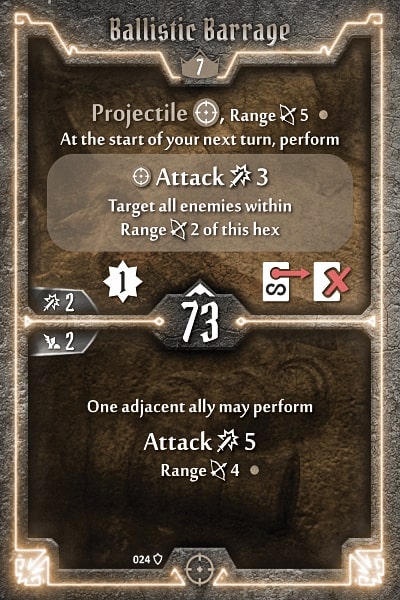 Ballistic Barrage
7
Projectile , Range 5
At the start of your next turn, perform
Attack 3
Target all enemies within
Range 2 of this hex
1
S
X
2
73
2
One adjacent ally may perform
Attack 5
Range 4
024